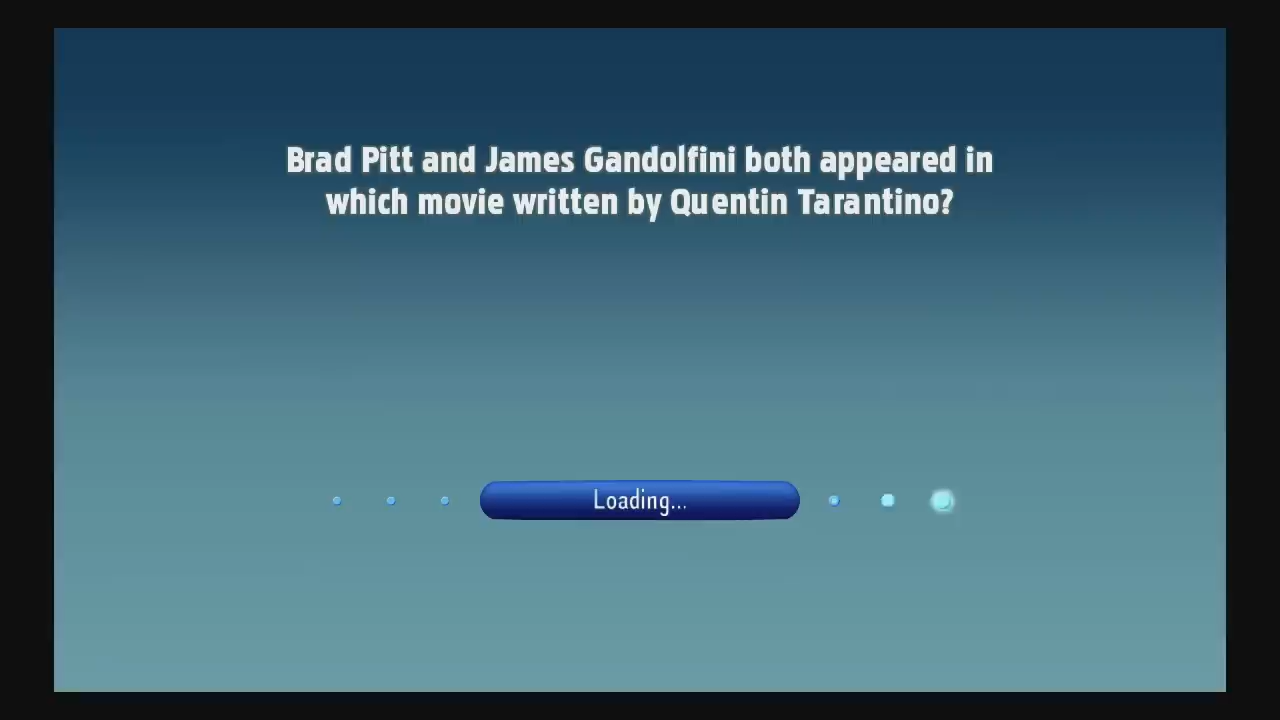 Brad Pitt and James Gandolfini both appeared in
which movie written by Quentin Tarantino?
Loading...